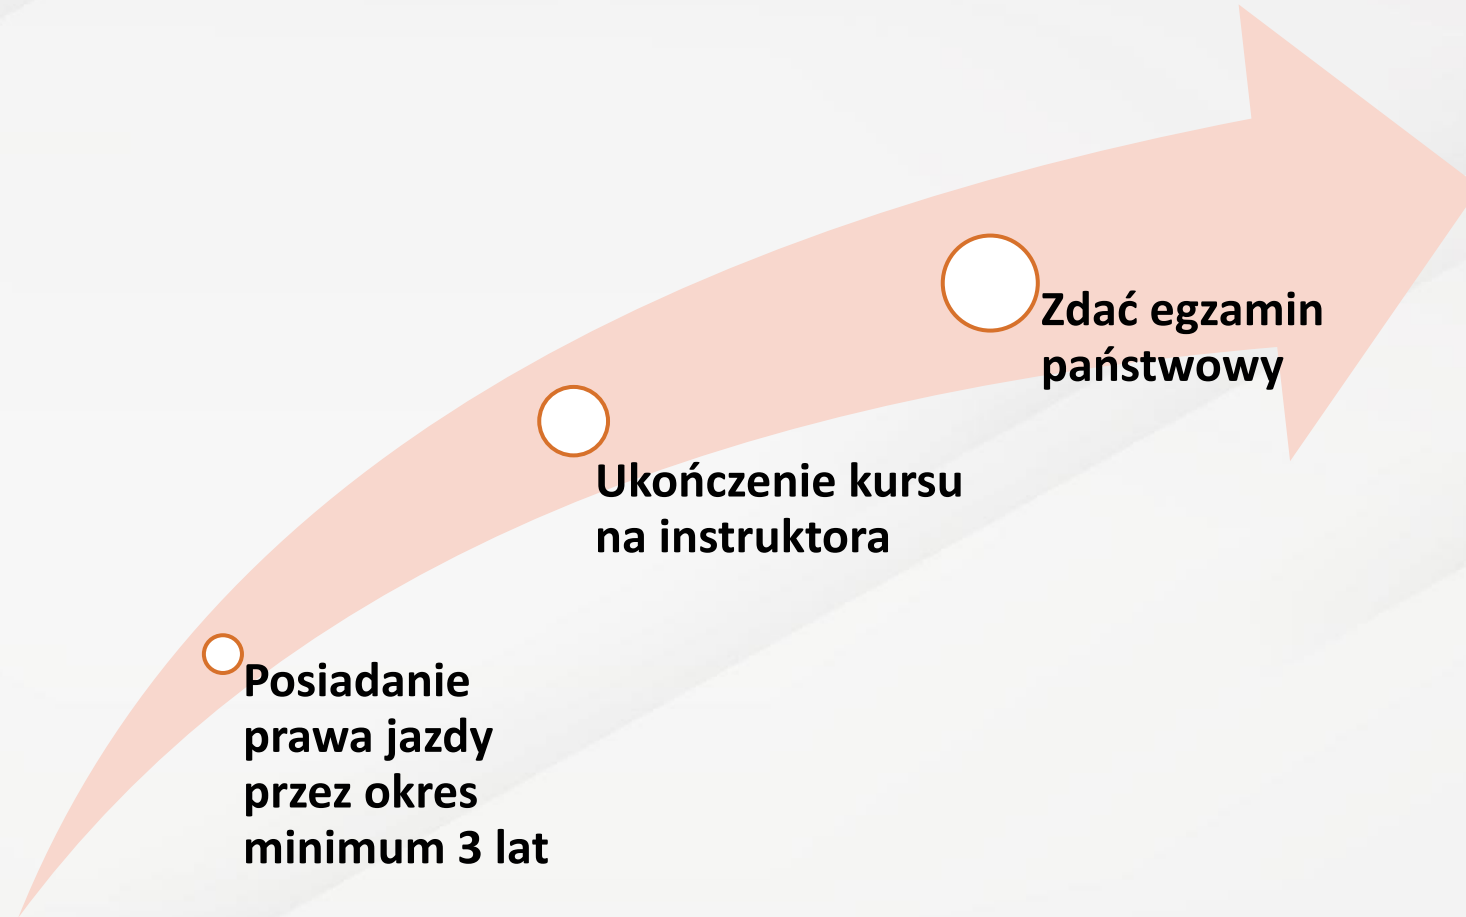 Posiadanie
prawa jazdy
przez okres
minimum 3 lat
Ukończenie kursu
na instruktora
Zdać egzamin
państwowy